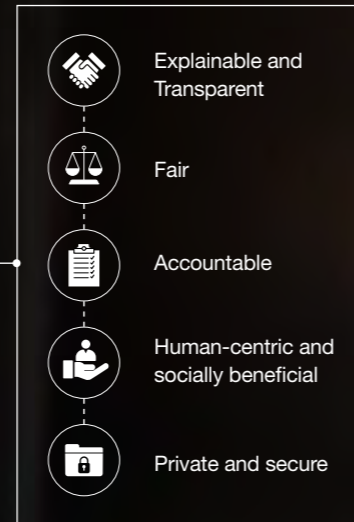 Explainable and
Transparent
Fair
Accountable
Human-centric and
socially beneficial
Private and secure